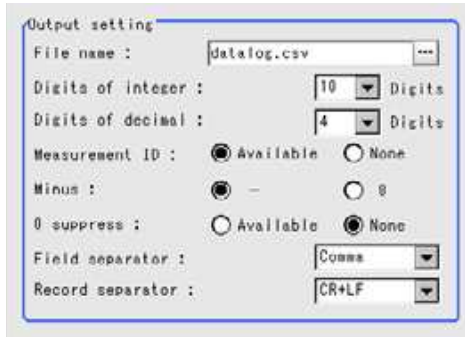 Output setting
File name : datalog.csv ...
Digits of integer : 10 Digits
Digits of decimal : 4 Digits
Measurement ID : Available None
Minus : - 8
0 suppress : Available None
Field separator : Comma
Record separator : CR+LF